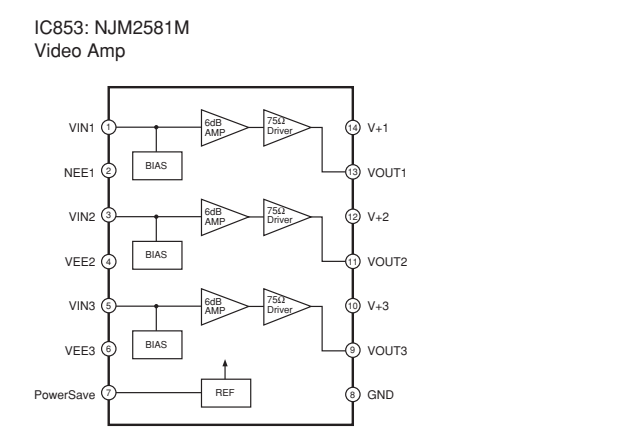 IC853: NJM2581M
Video Amp
VIN1 1 6dB AMP 75Ω Driver 14 V+1
NEE1 2 BIAS 13 VOUT1
VIN2 3 6dB AMP 75Ω Driver 12 V+2
VEE2 4 BIAS 11 VOUT2
VIN3 5 6dB AMP 75Ω Driver 10 V+3
VEE3 6 BIAS 9 VOUT3
PowerSave 7 REF 8 GND